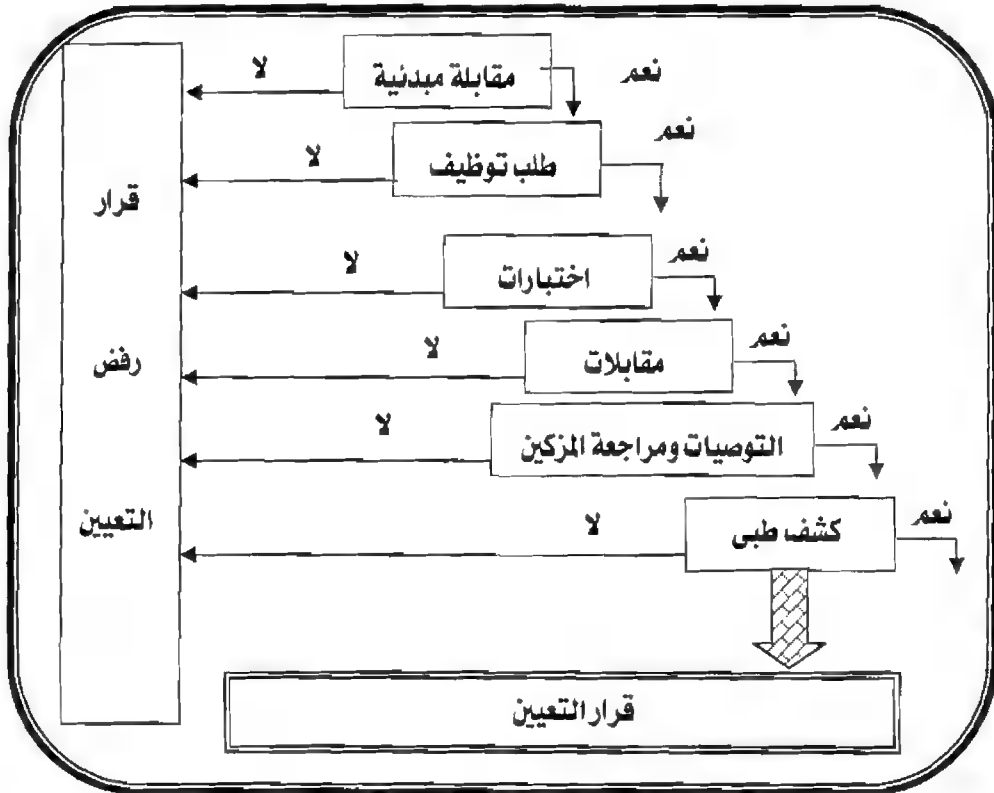 مقابلة مبدئية
نعم
لا
طلب توظيف
نعم
لا
اختبارات
نعم
لا
مقابلات
نعم
لا
التوصيات ومراجعة المزكين
نعم
لا
كشف طبى
نعم
لا
قرار
رفض
التعيين
قرار التعيين